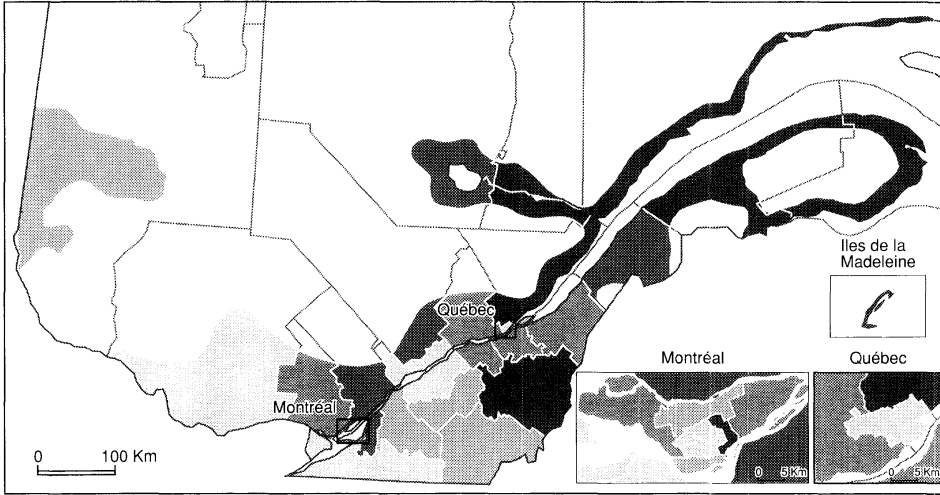 Iles de la
Madeleine
Québec
Montréal
Québec
Montréal
0 100 Km
0 5 Km
0 5 Km